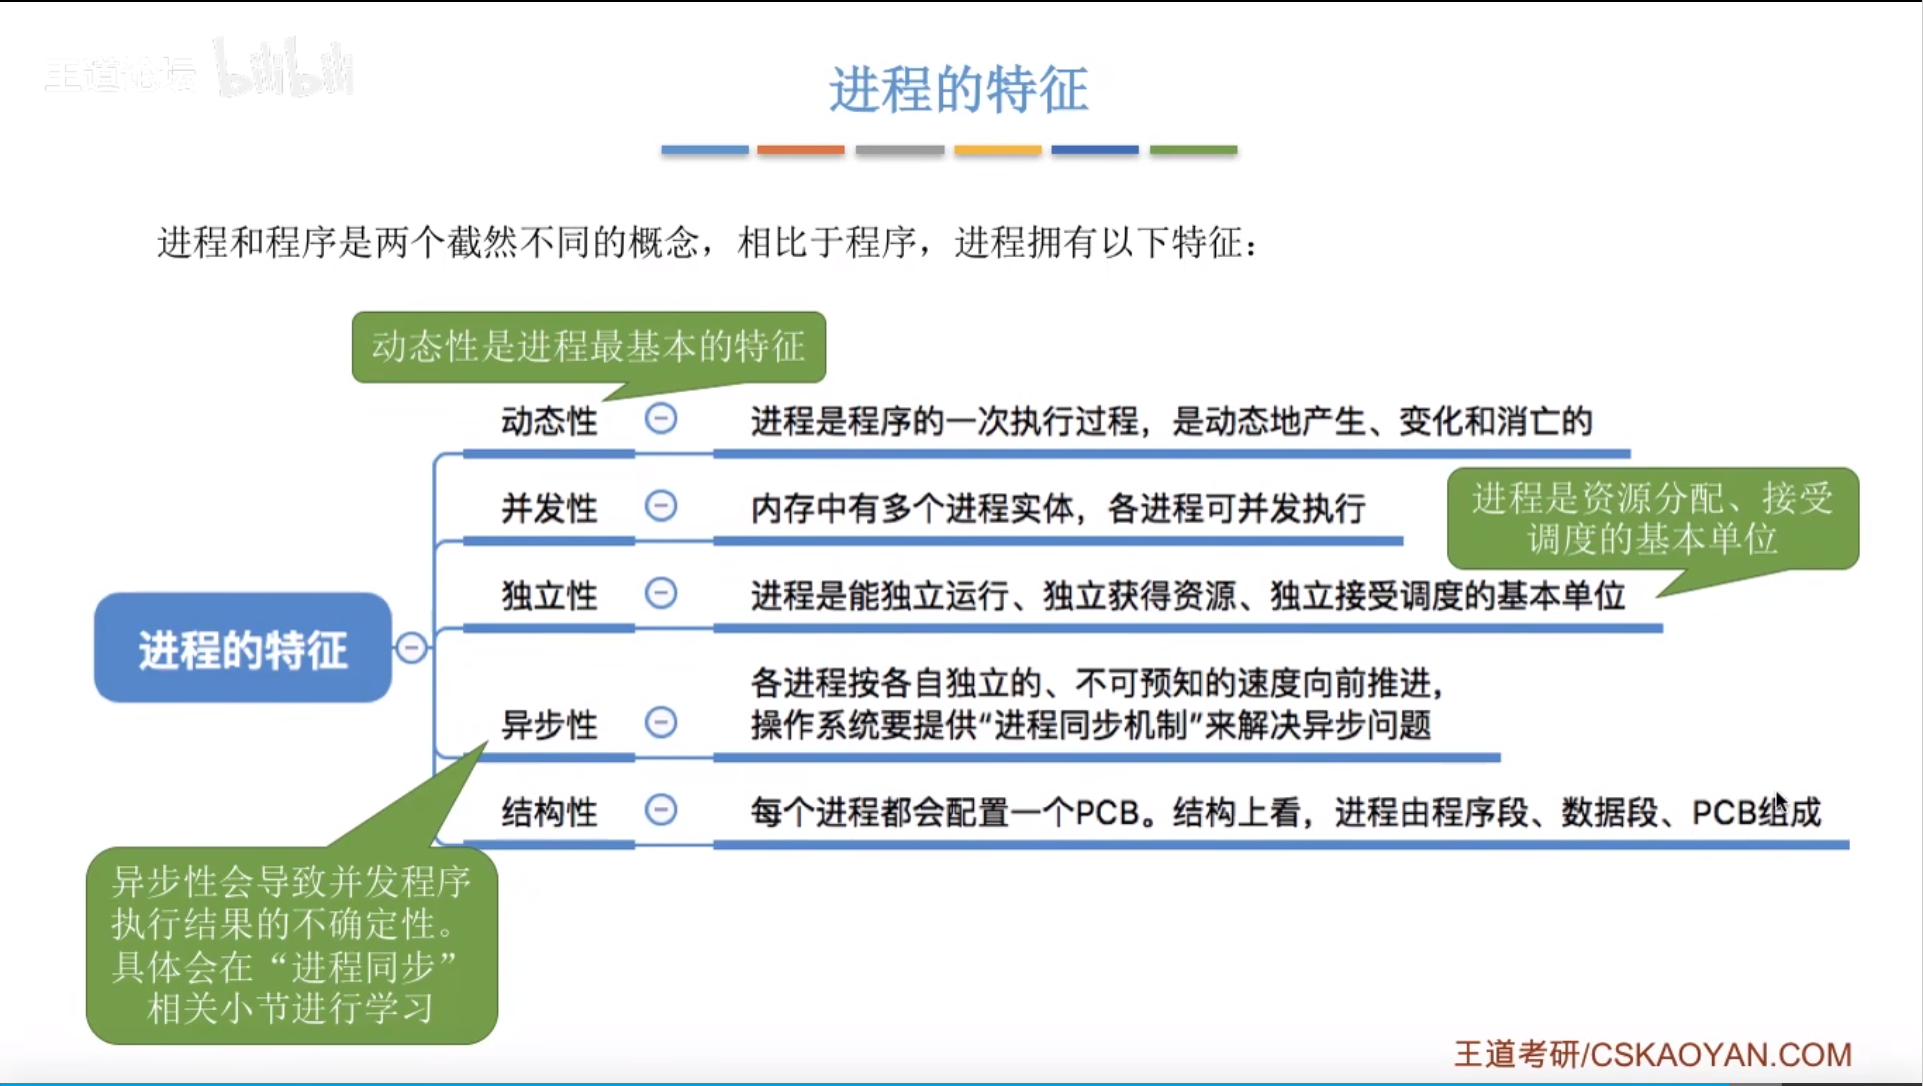 王道论坛 bilibili
进程的特征
进程和程序是两个截然不同的概念，相比于程序，进程拥有以下特征：
动态性是进程最基本的特征
动态性 进程是程序的一次执行过程，是动态地产生、变化和消亡的
并发性 内存中有多个进程实体，各进程可并发执行
进程是资源分配、接受
调度的基本单位
独立性 进程是能独立运行、独立获得资源、独立接受调度的基本单位
进程的特征
各进程按各自独立的、不可预知的速度向前推进，
异步性 操作系统要提供“进程同步机制”来解决异步问题
结构性 每个进程都会配置一个PCB。结构上看，进程由程序段、数据段、PCB组成
异步性会导致并发程序
执行结果的不确定性。
具体会在“进程同步”
相关小节进行学习
王道考研/CSKAOYAN.COM